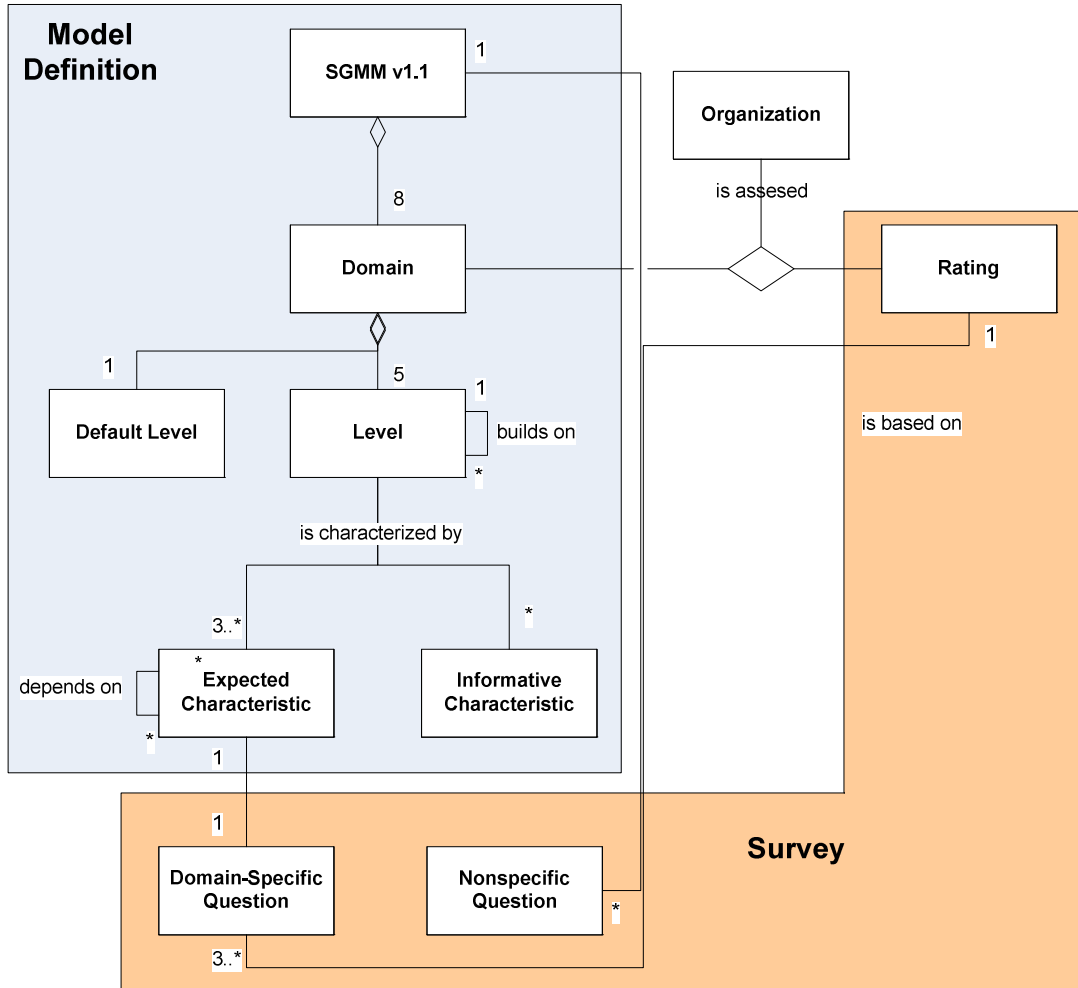 Model
Definition
SGMM v1.1
1
Organization
is assesed
8
Domain
Rating
1
1
5
1
Default Level
Level
builds on
*
is based on
is characterized by
3..*
*
depends on
*
Expected
Characteristic
*
Informative
Characteristic
1
1
Survey
Domain-Specific
Question
Nonspecific
Question
*
3..*